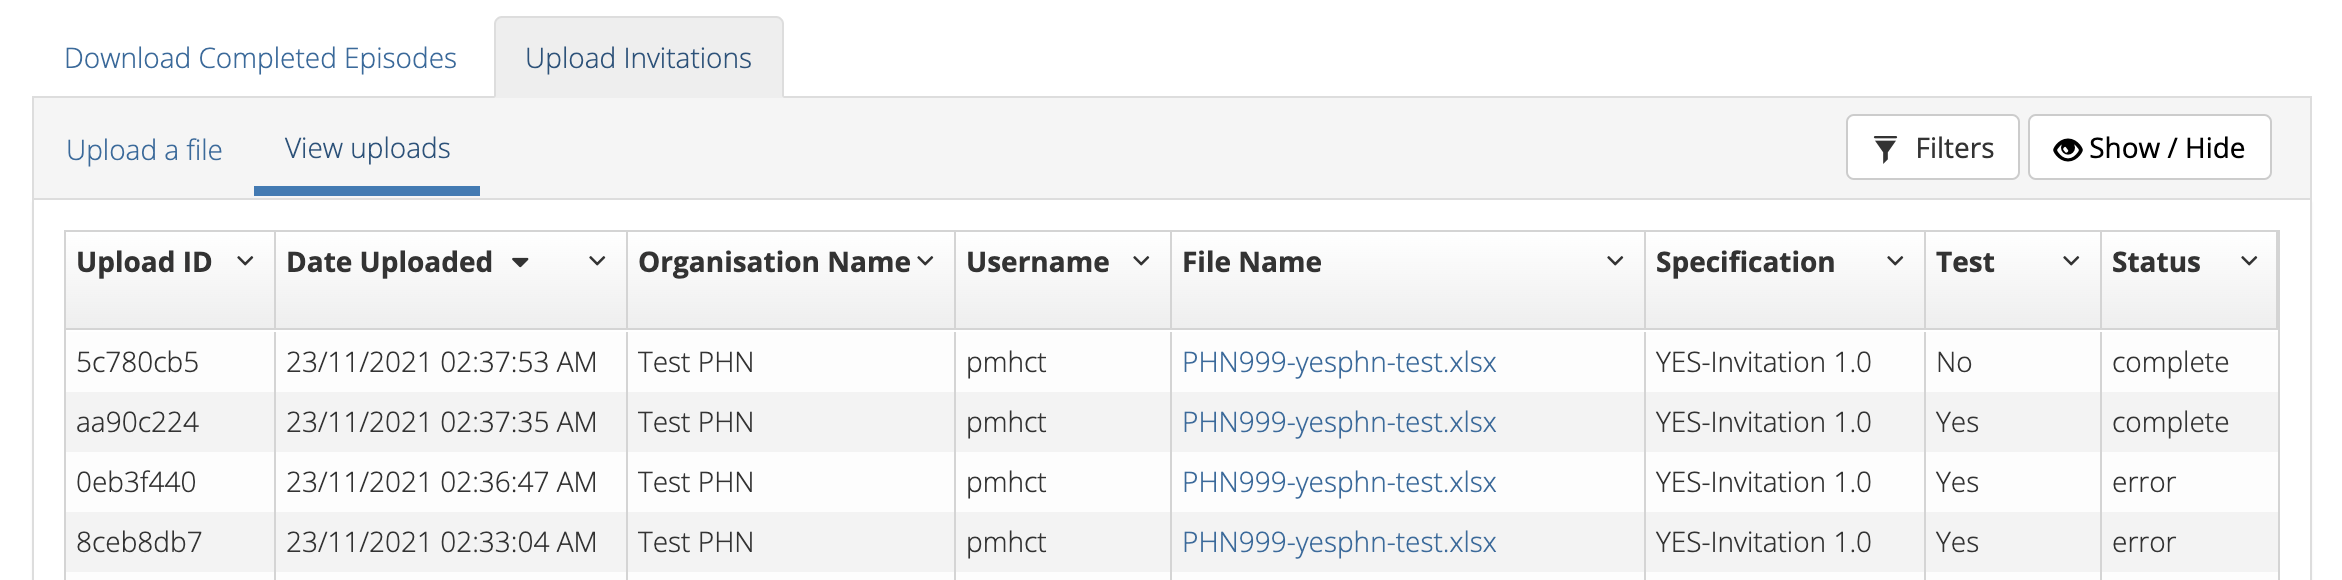 Download Completed Episodes Upload Invitations
Upload a file View uploads Filters Show / Hide
Upload ID Date Uploaded Organisation Name Username File Name Specification Test Status
5c780cb5 23/11/2021 02:37:53 AM Test PHN pmhct PHN999-yesphn-test.xlsx YES-Invitation 1.0 No complete
aa90c224 23/11/2021 02:37:35 AM Test PHN pmhct PHN999-yesphn-test.xlsx YES-Invitation 1.0 Yes complete
0eb3f440 23/11/2021 02:36:47 AM Test PHN pmhct PHN999-yesphn-test.xlsx YES-Invitation 1.0 Yes error
8ceb8db7 23/11/2021 02:33:04 AM Test PHN pmhct PHN999-yesphn-test.xlsx YES-Invitation 1.0 Yes error